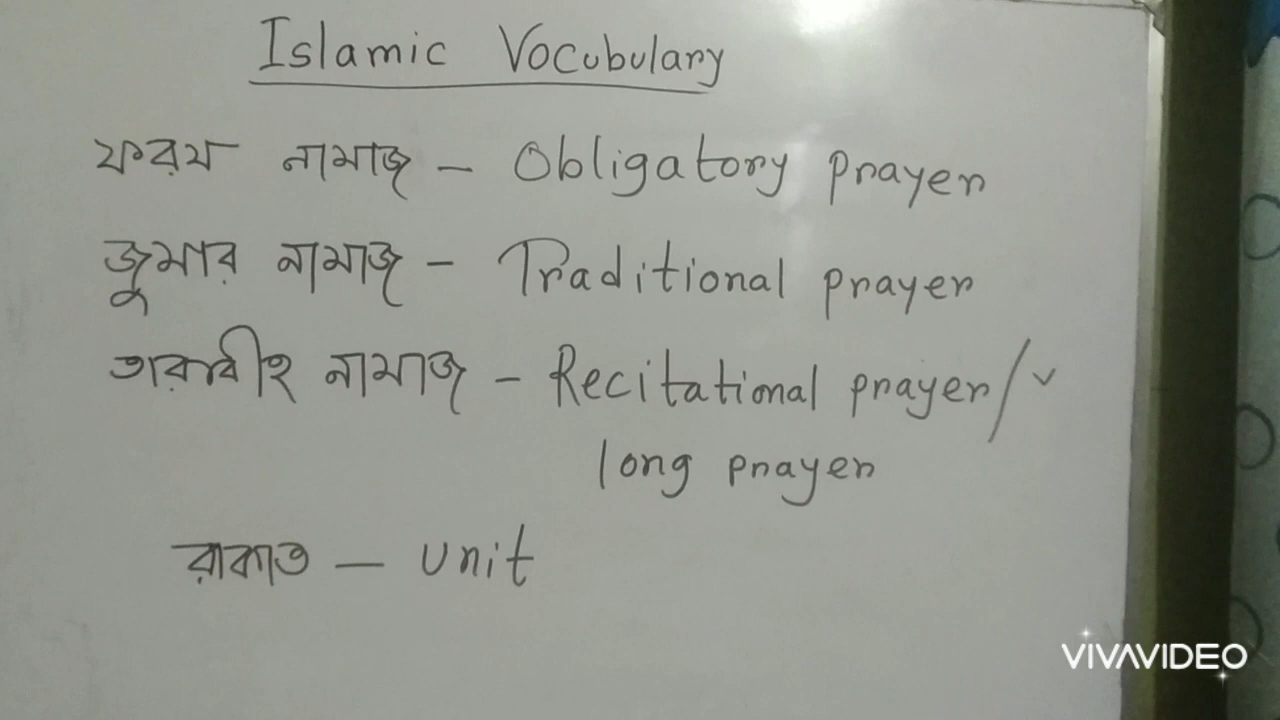 Islamic Vocubulary
ফরয নামাজ - Obligatory prayer
জুমার নামাজ - Traditional prayer
তারাবীহ নামাজ - Recitational prayer/
long prayer
রাকাত - unit
VIVAVIDEO